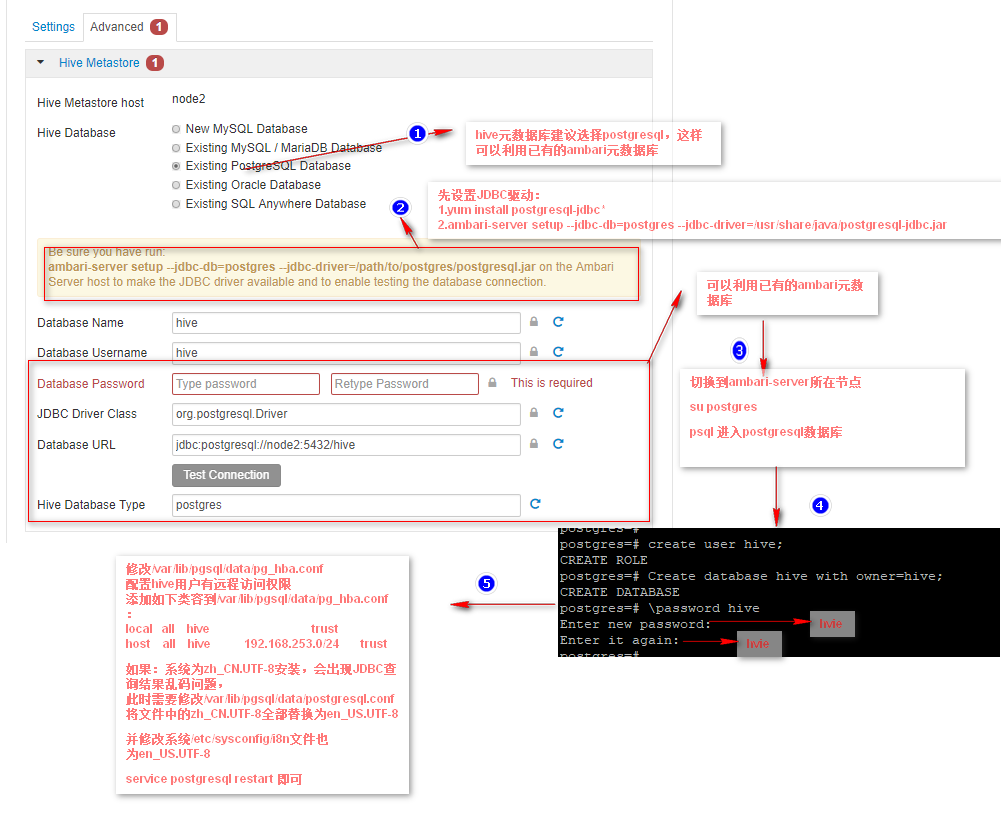 Settings
Advanced 1
Hive Metastore 1
Hive Metastore host
node2
Hive Database
New MySQL Database
Existing MySQL / MariaDB Database
Existing PostgreSQL Database
Existing Oracle Database
Existing SQL Anywhere Database
1
hive元数据库建议选择postgresql，这样
可以利用已有的ambari元数据库
2
先设置JDBC驱动：
1.yum install postgresql-jdbc*
2.ambari-server setup --jdbc-db=postgres --jdbc-driver=/usr/share/java/postgresql-jdbc.jar
Be sure you have run:
ambari-server setup --jdbc-db=postgres --jdbc-driver=/path/to/postgres/postgresql.jar on the Ambari
Server host to make the JDBC driver available and to enable testing the database connection.
可以利用已有的ambari元数
据库
Database Name
hive
Database Username
hive
Database Password
Type password
Retype Password
This is required
JDBC Driver Class
org.postgresql.Driver
Database URL
jdbc:postgresql://node2:5432/hive
Test Connection
Hive Database Type
postgres
3
切换到ambari-server所在节点
su postgres
psql 进入postgresql数据库
4
postgres=#
postgres=# create user hive;
CREATE ROLE
postgres=# Create database hive with owner=hive;
CREATE DATABASE
postgres=# \password hive
Enter new password:
hvie
Enter it again:
hvie
postgres=#
5
修改/var/lib/pgsql/data/pg_hba.conf
配置hive用户有远程访问权限
添加如下类容到/var/lib/pgsql/data/pg_hba.conf
：
local all hive trust
host all hive 192.168.253.0/24 trust
如果：系统为zh_CN.UTF-8安装，会出现JDBC查
询结果乱码问题，
此时需要修改/var/lib/pgsql/data/postgresql.conf
将文件中的zh_CN.UTF-8全部替换为en_US.UTF-8
并修改系统/etc/sysconfig/i8n文件也
为en_US.UTF-8
service postgresql restart 即可